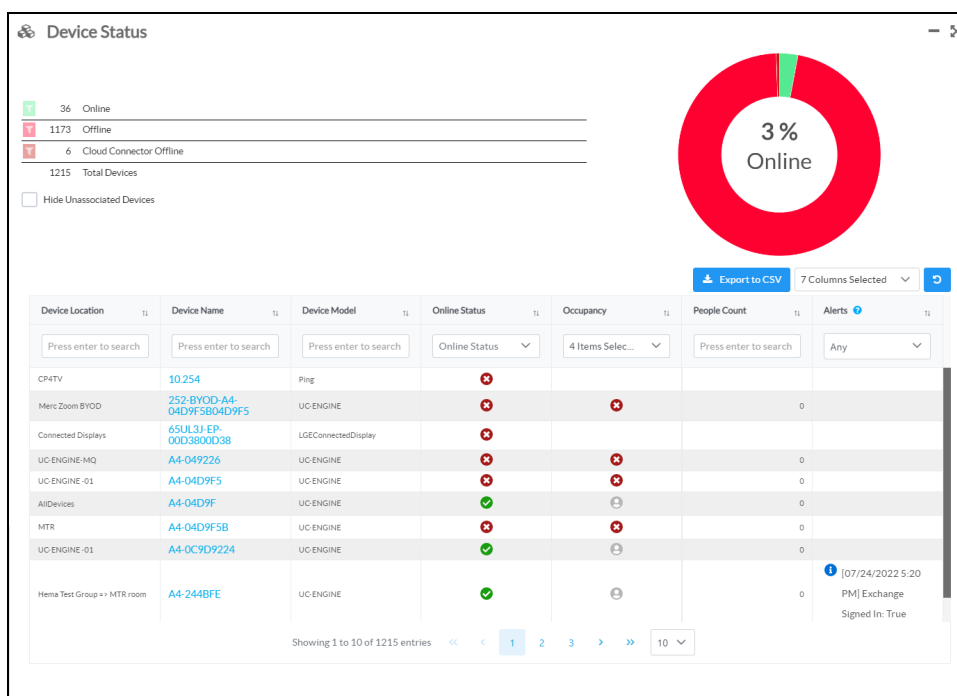 Device Status
36 Online
1173 Offline
6 Cloud Connector Offline
1215 Total Devices
Hide Unassociated Devices
3 %
Online
Export to CSV
7 Columns Selected
Device Location
Device Name
Device Model
Online Status
Occupancy
People Count
Alerts ?
Press enter to search
Press enter to search
Press enter to search
Online Status
4 Items Selec...
Press enter to search
Any
CP4TV
10.254
Ping
Merc Zoom BYOD
252-BYOD-A4-
04D9F5B04D9F5
UC-ENGINE
0
Connected Displays
65UL3J-EP-
00D3800D38
LGEConnectedDisplay
UC-ENGINE-MQ
A4-049226
UC-ENGINE
0
UC-ENGINE -01
A4-04D9F5
UC-ENGINE
0
AllDevices
A4-04D9F
UC-ENGINE
0
MTR
A4-04D9F5B
UC-ENGINE
0
UC-ENGINE -01
A4-0C9D9224
UC-ENGINE
0
Hema Test Group => MTR room
A4-244BFE
UC-ENGINE
0
[07/24/2022 5:20
PM] Exchange
Signed In: True
Showing 1 to 10 of 1215 entries
« ‹ 1 2 3 › »
10